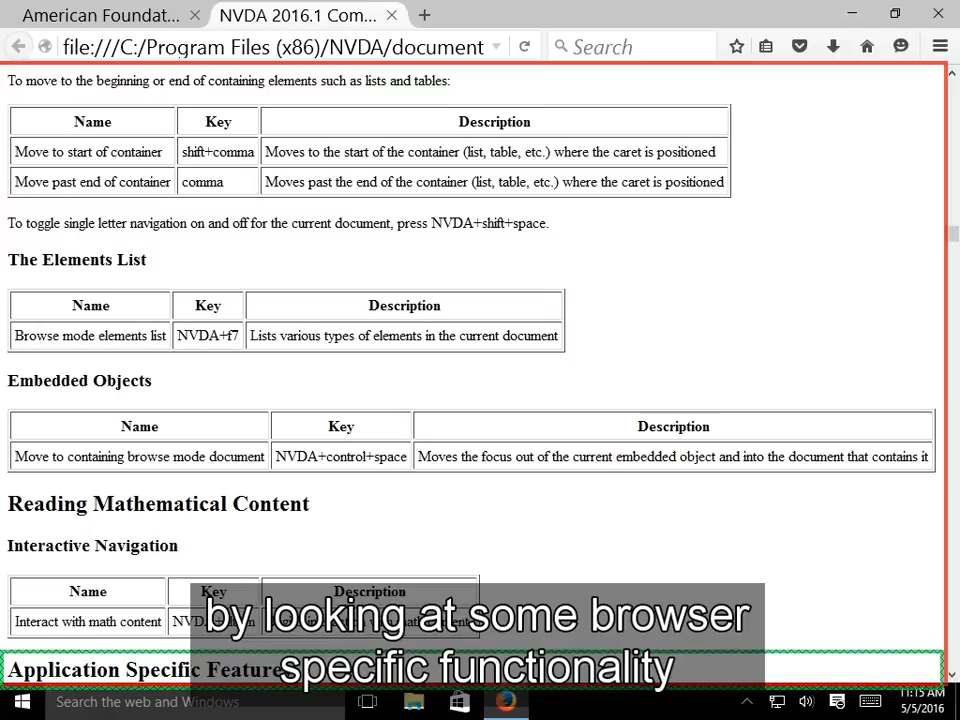 American Foundat...
NVDA 2016.1 Com...
file:///C:/Program Files (x86)/NVDA/document
Search
To move to the beginning or end of containing elements such as lists and tables:
Name Key Description
Move to start of container shift+comma Moves to the start of the container (list, table, etc.) where the caret is positioned
Move past end of container comma Moves past the end of the container (list, table, etc.) where the caret is positioned
To toggle single letter navigation on and off for the current document, press NVDA+shift+space.
The Elements List
Name Key Description
Browse mode elements list NVDA+f7 Lists various types of elements in the current document
Embedded Objects
Name Key Description
Move to containing browse mode document NVDA+control+space Moves the focus out of the current embedded object and into the document that contains it
Reading Mathematical Content
Interactive Navigation
Name Key Description
Interact with math content
by looking at some browser
specific functionality
Application Specific Features
Search the web and Windows
11:15 AM
5/5/2016